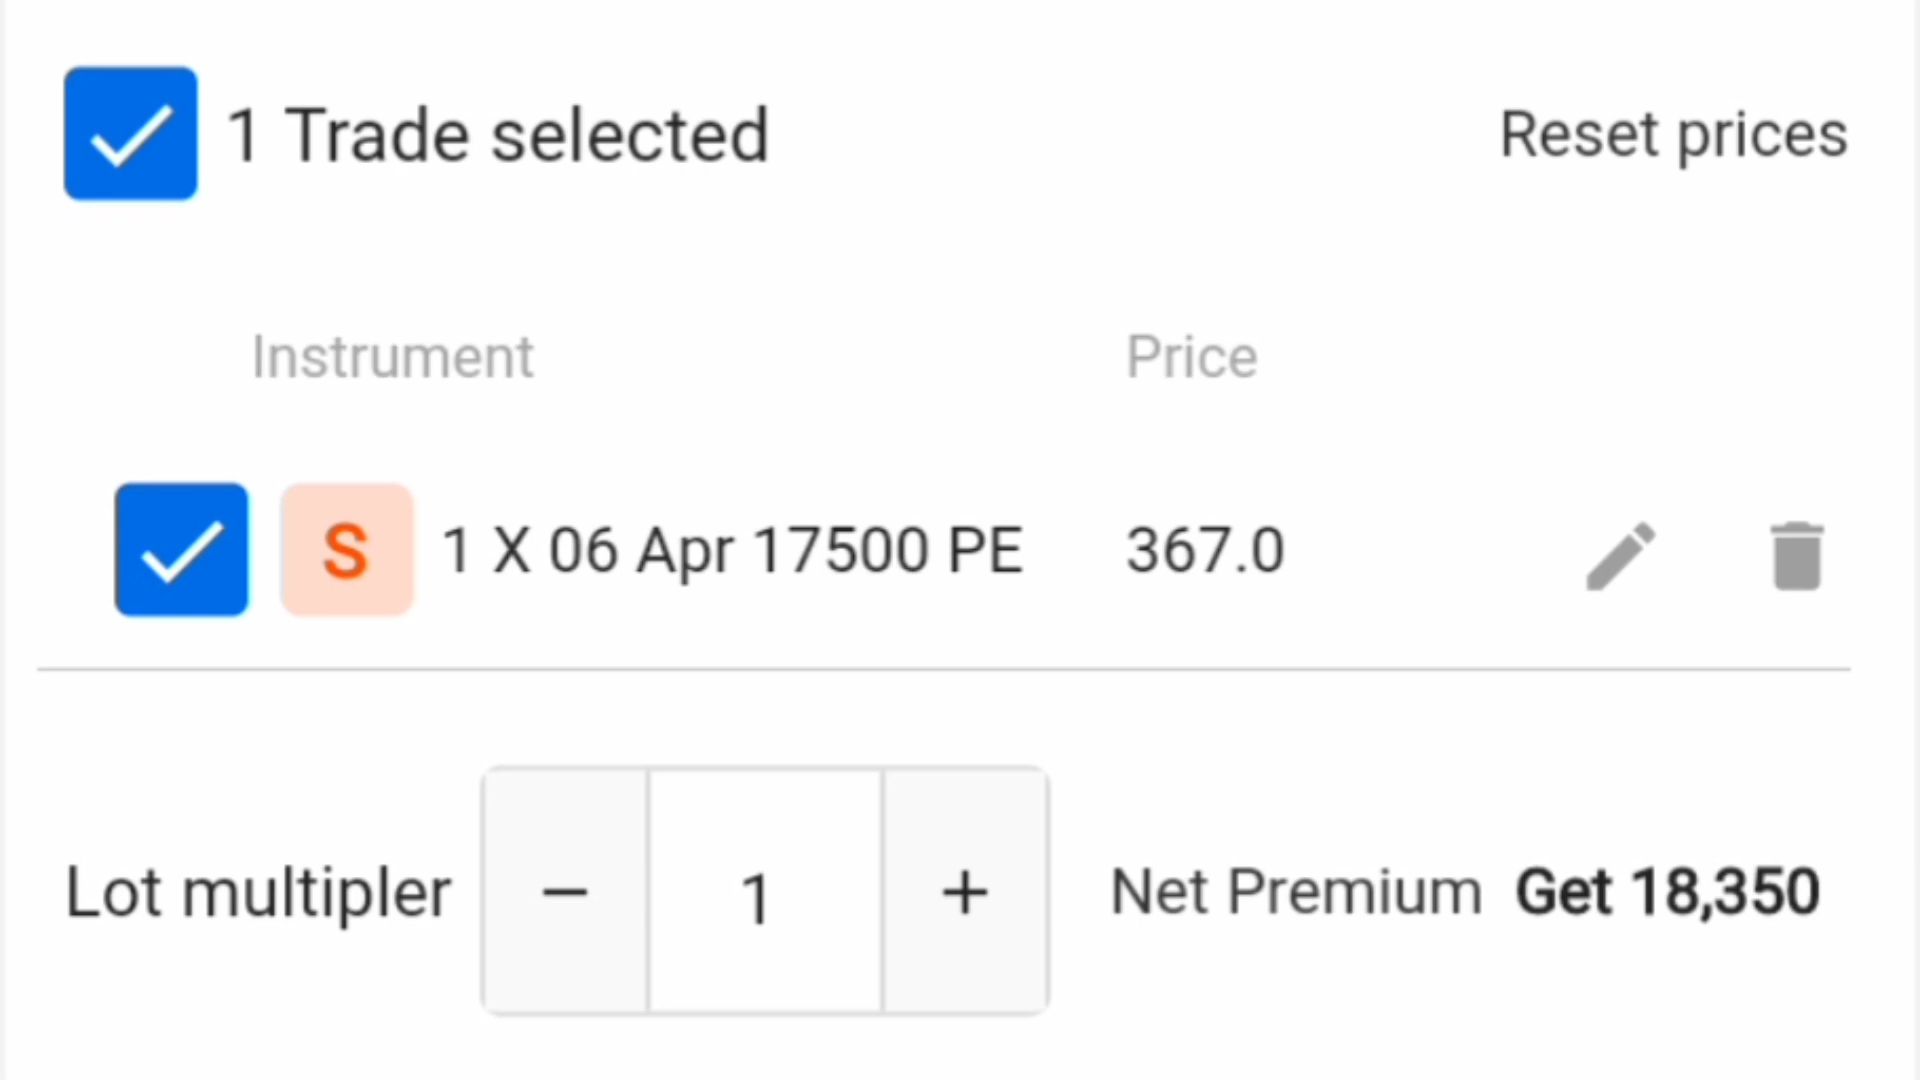 1 Trade selected Reset prices
Instrument Price
S 1 X 06 Apr 17500 PE 367.0
Lot multipler − 1 + Net Premium Get 18,350